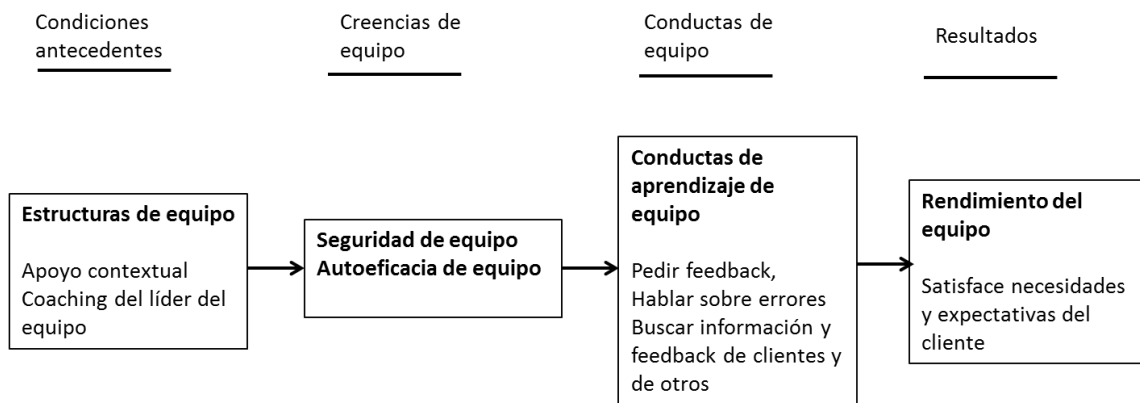 Condiciones
antecedentes
Creencias de
equipo
Conductas de
equipo
Resultados
Estructuras de equipo
Apoyo contextual
Coaching del líder del
equipo
Seguridad de equipo
Autoeficacia de equipo
Conductas de
aprendizaje de
equipo
Pedir feedback,
Hablar sobre errores
Buscar información y
feedback de clientes y
de otros
Rendimiento del
equipo
Satisface necesidades
y expectativas del
cliente